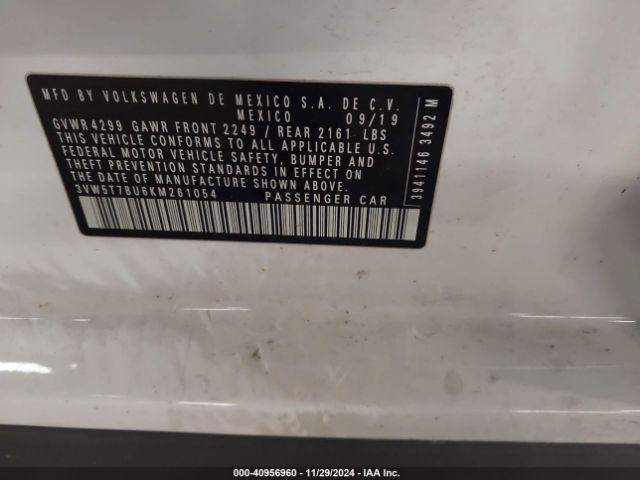 MFD BY VOLKSWAGEN DE MEXICO S.A. DE C.V.
MEXICO 09/19
GVWR 4299 GAWR FRONT 2249 / REAR 2161 LBS
THIS VEHICLE CONFORMS TO ALL APPLICABLE U.S.
FEDERAL MOTOR VEHICLE SAFETY, BUMPER AND
THEFT PREVENTION STANDARDS IN EFFECT ON
THE DATE OF MANUFACTURE SHOWN ABOVE.
3VW5T7BU6KM261054 PASSENGER CAR
3941146 3492 M
000-40956960 - 11/29/2024 - IAA Inc.